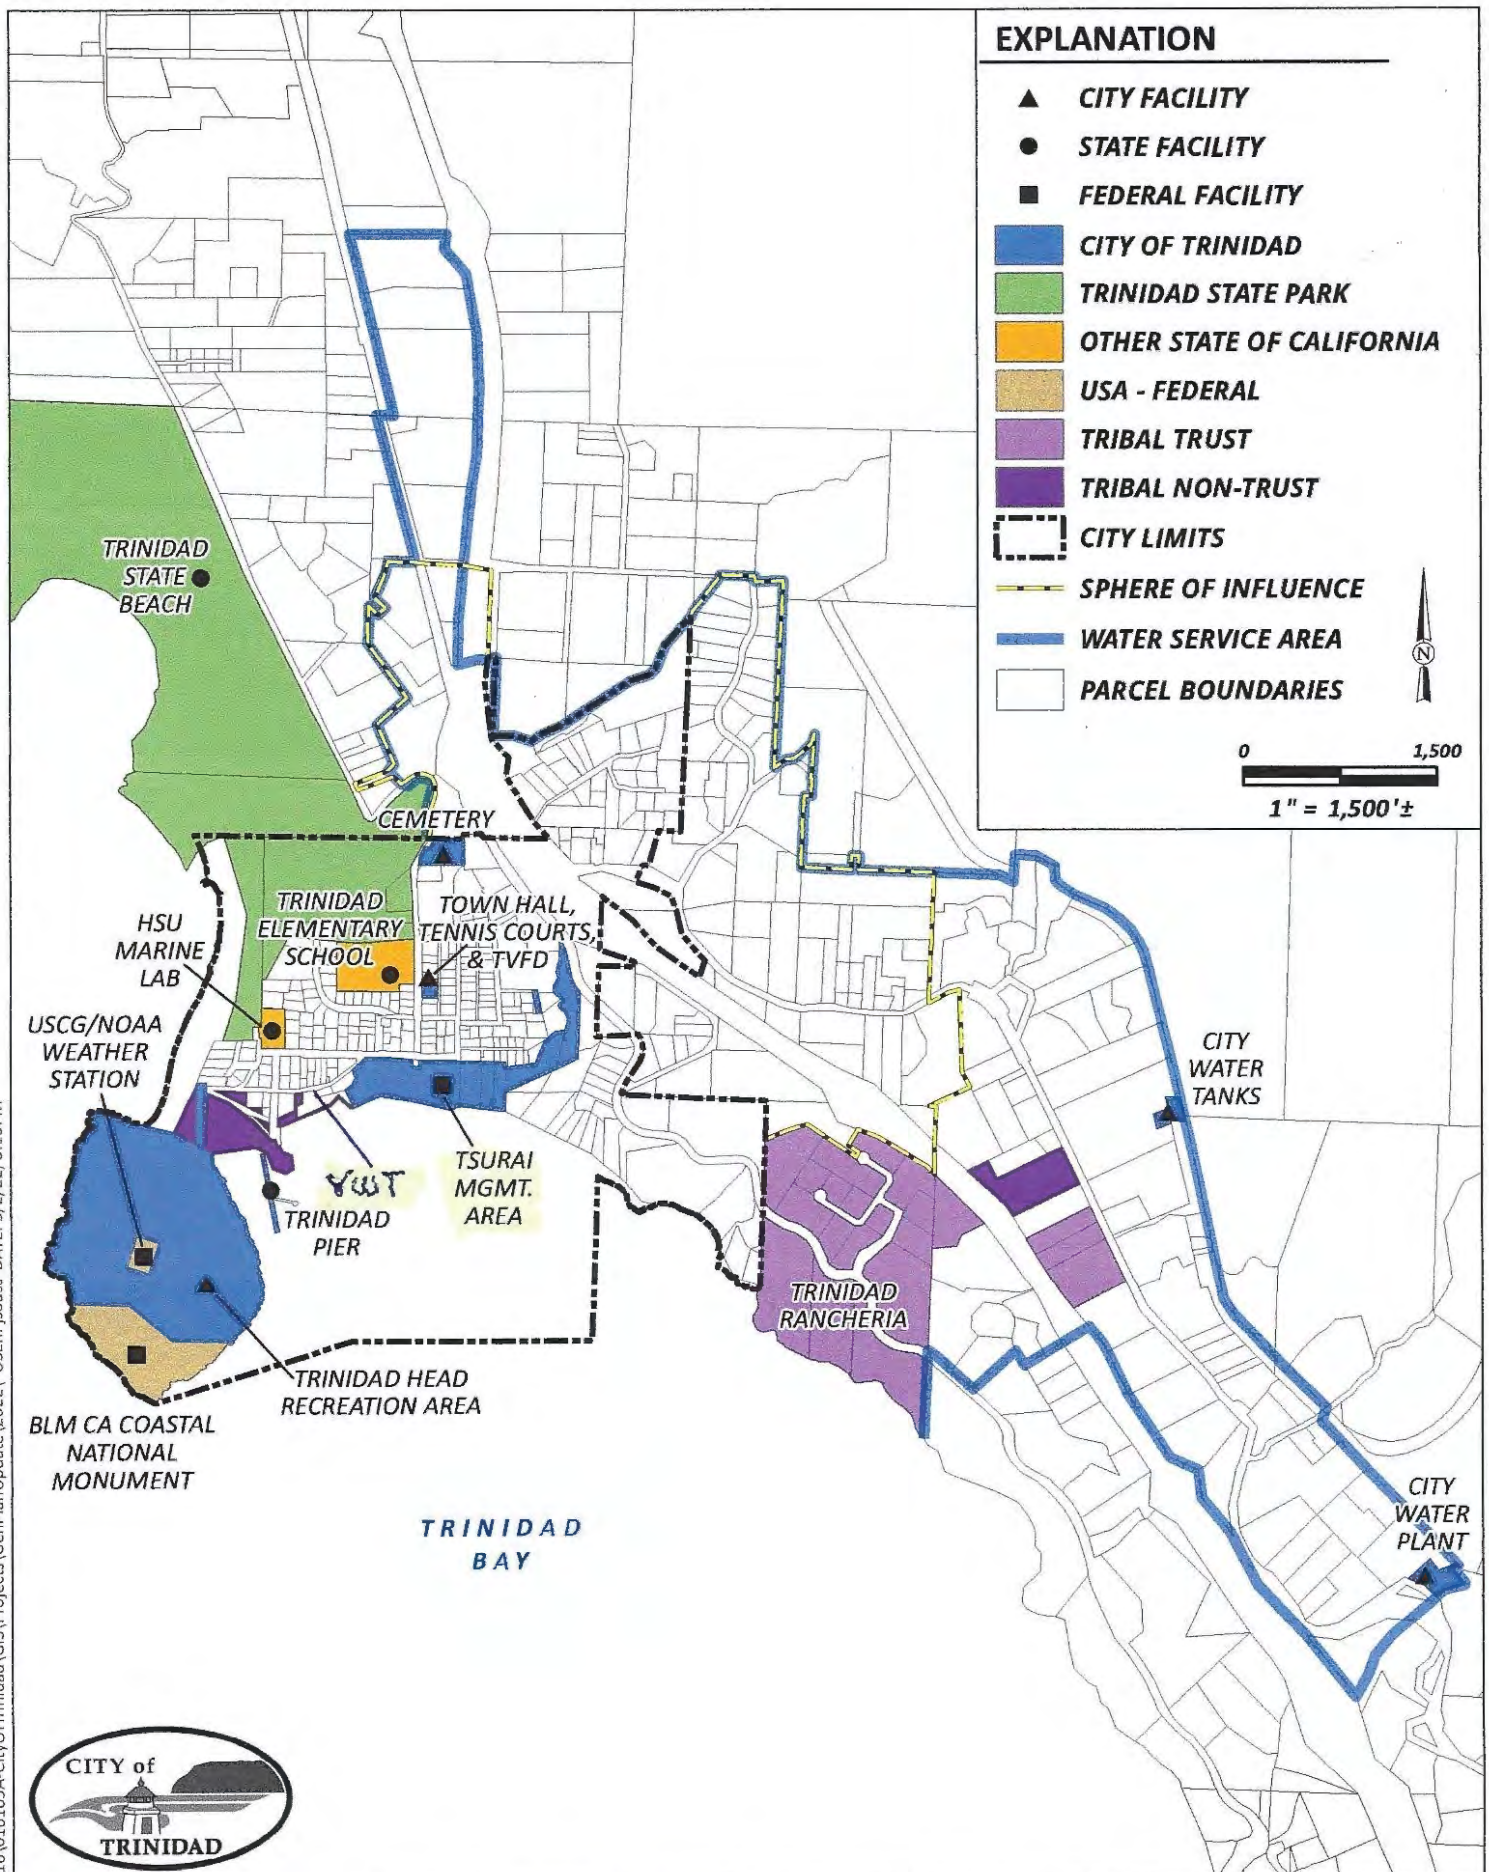 EXPLANATION
CITY FACILITY
STATE FACILITY
FEDERAL FACILITY
CITY OF TRINIDAD
TRINIDAD STATE PARK
OTHER STATE OF CALIFORNIA
USA - FEDERAL
TRIBAL TRUST
TRIBAL NON-TRUST
CITY LIMITS
SPHERE OF INFLUENCE
WATER SERVICE AREA
PARCEL BOUNDARIES
N
0 1,500
1" = 1,500'±
TRINIDAD
STATE
BEACH
CEMETERY
TRINIDAD
ELEMENTARY
SCHOOL
TOWN HALL,
TENNIS COURTS,
& TVFD
HSU
MARINE
LAB
USCG/NOAA
WEATHER
STATION
CITY
WATER
TANKS
YWT
TSURAI
MGMT.
AREA
TRINIDAD
PIER
TRINIDAD
RANCHERIA
TRINIDAD HEAD
RECREATION AREA
BLM CA COASTAL
NATIONAL
MONUMENT
CITY
WATER
PLANT
TRINIDAD
BAY
CITY of
TRINIDAD